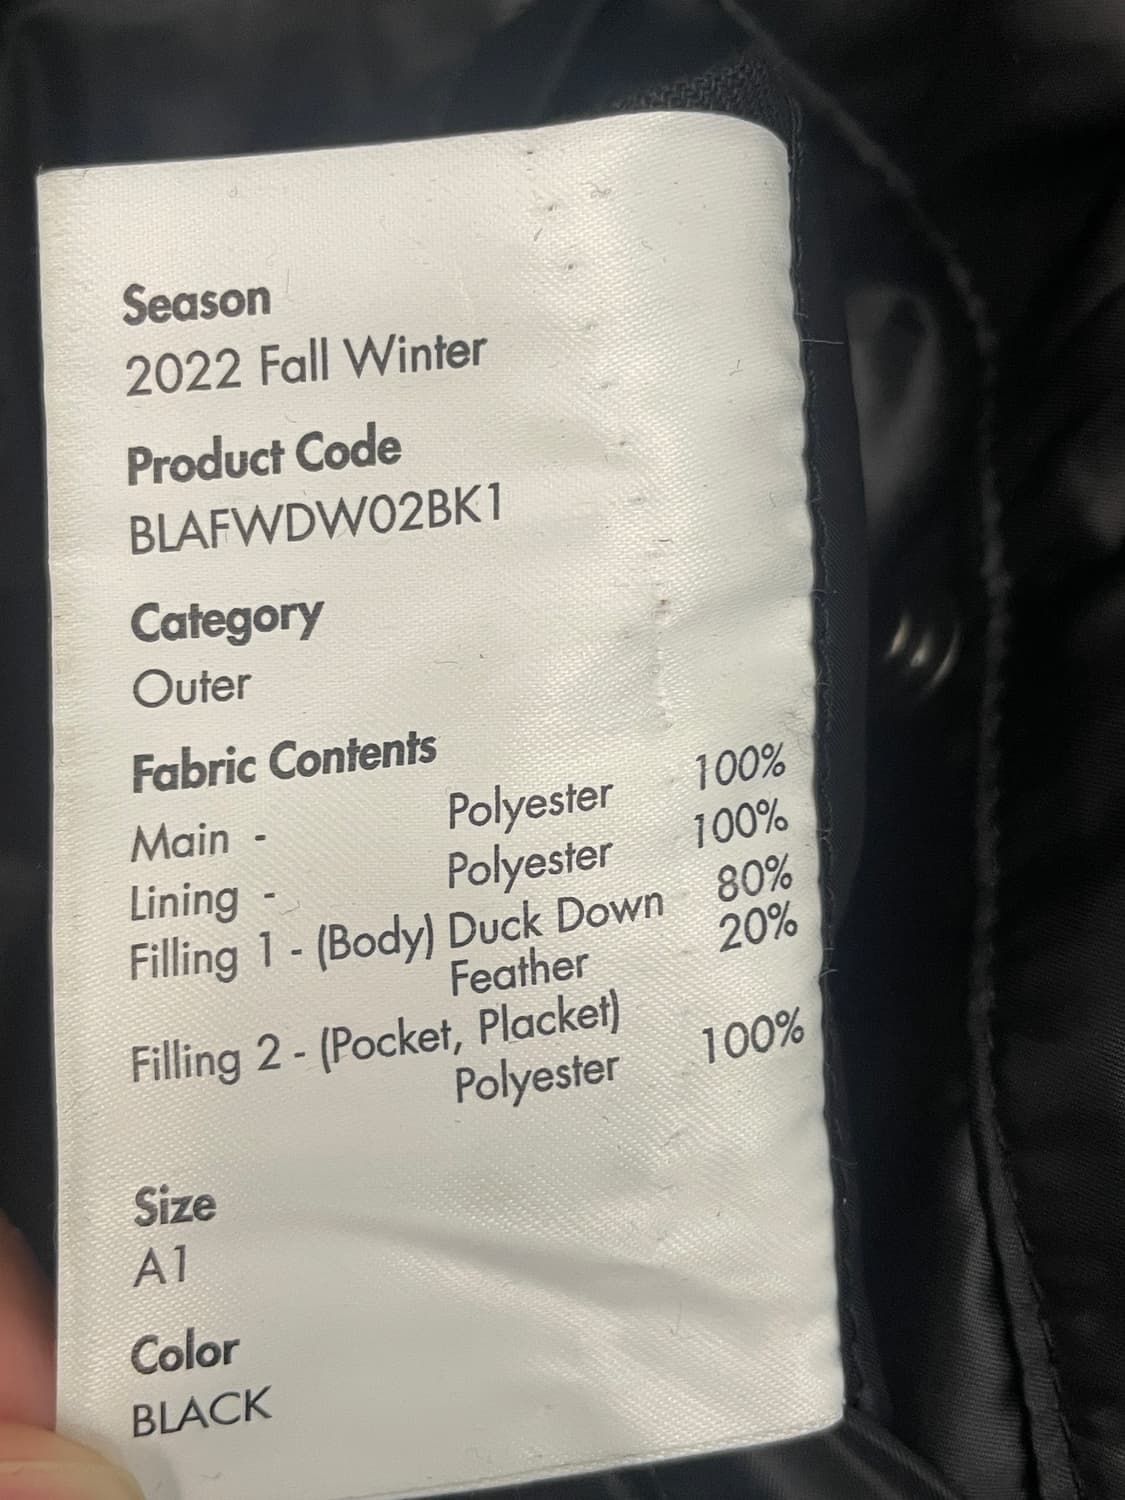 Season
2022 Fall Winter
Product Code
BLAFWDW02BK1
Category
Outer
Fabric Contents
Main - Polyester 100%
Lining - Polyester 100%
Filling 1 - (Body) Duck Down 80%
Feather 20%
Filling 2 - (Pocket, Placket)
Polyester 100%
Size
A1
Color
BLACK